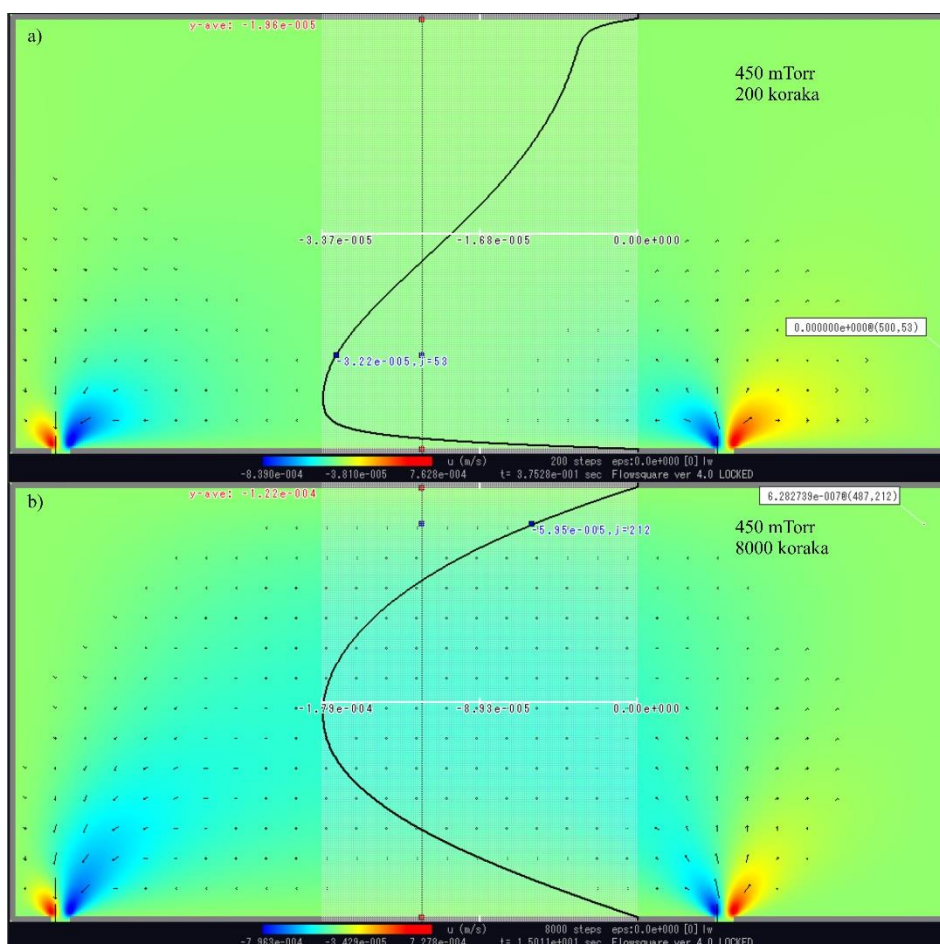 y-ave: -1.96e-005
a)
450 mTorr
200 koraka
-3.37e-005
-1.68e-005
0.00e+000
0.000000e+000@(500,53)
-3.22e-005,j=53
u (m/s)
200 steps eps:0.0e+000 [0] lw
-8.390e-004
-3.810e-005
7.628e-004
t= 3.7528e-001 sec Flowsquare ver 4.0 LOCKED
y-ave: -1.22e-004
6.282739e-007@(487,212)
b)
-5.95e-005,j=212
450 mTorr
8000 koraka
-1.79e-004
-8.93e-005
0.00e+000
u (m/s)
8000 steps eps:0.0e+000 [0] lw
-7.963e-004
-3.429e-005
7.278e-004
t= 1.5011e+001 sec Flowsquare ver 4.0 LOCKED